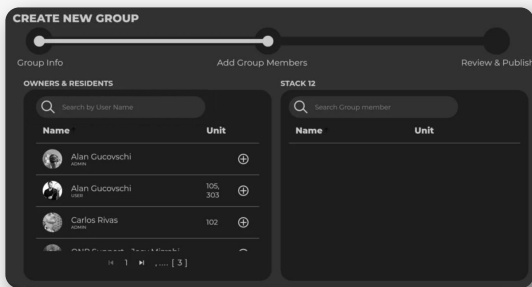 CREATE NEW GROUP
Group Info
Add Group Members
Review & Publish
OWNERS & RESIDENTS
Search by User Name
Name
Unit
Alan Gucovschi
ADMIN
Alan Gucovschi
USER
105,
303
Carlos Rivas
ADMIN
102
1 , .... [ 3 ]
STACK 12
Search Group member
Name
Unit